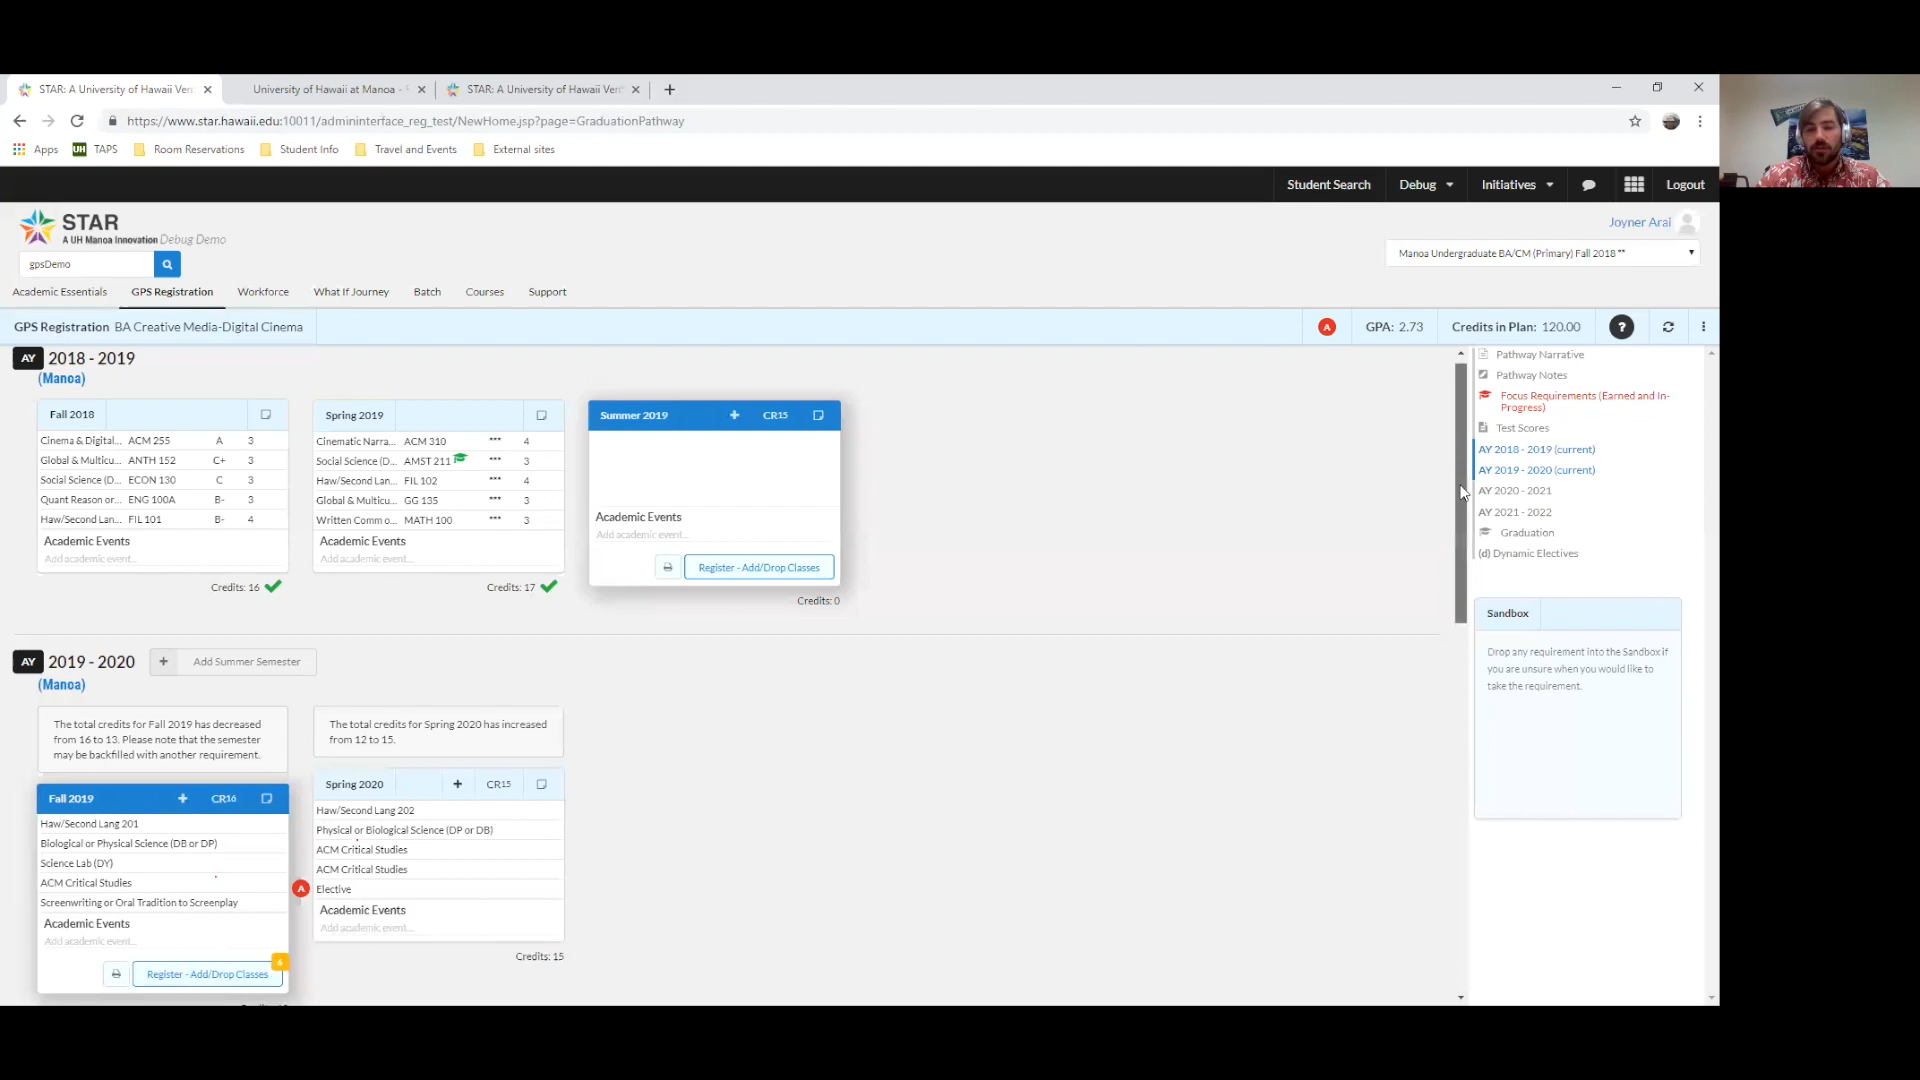 STAR: A University of Hawaii Ven
University of Hawaii at Manoa -
STAR: A University of Hawaii Ven
https://www.star.hawaii.edu:10011/admininterface_reg_test/NewHome.jsp?page=GraduationPathway
Apps UH TAPS Room Reservations Student Info Travel and Events External sites
Student Search Debug Initiatives Logout
STAR
A UH Manoa Innovation Debug Demo
Joyner Arai
gpsDemo
Manoa Undergraduate BA/CM (Primary) Fall 2018 **
Academic Essentials GPS Registration Workforce What If Journey Batch Courses Support
GPS Registration BA Creative Media-Digital Cinema A GPA: 2.73 Credits in Plan: 120.00 ?
AY 2018 - 2019
(Manoa)
Fall 2018
Cinema & Digital... ACM 255 A 3
Global & Multicu... ANTH 152 C+ 3
Social Science (D... ECON 130 C 3
Quant Reason or... ENG 100A B- 3
Haw/Second Lan... FIL 101 B- 4
Academic Events
Add academic event...
Credits: 16
Spring 2019
Cinematic Narra... ACM 310 *** 4
Social Science (D... AMST 211 *** 3
Haw/Second Lan... FIL 102 *** 4
Global & Multicu... GG 135 *** 3
Written Comm o... MATH 100 *** 3
Academic Events
Add academic event...
Credits: 17
Summer 2019 + CR15
Academic Events
Add academic event...
Register - Add/Drop Classes
Credits: 0
AY 2019 - 2020 + Add Summer Semester
(Manoa)
The total credits for Fall 2019 has decreased
from 16 to 13. Please note that the semester
may be backfilled with another requirement.
Fall 2019 + CR16
Haw/Second Lang 201
Biological or Physical Science (DB or DP)
Science Lab (DY)
ACM Critical Studies
Screenwriting or Oral Tradition to Screenplay
Academic Events
Add academic event...
Register - Add/Drop Classes
The total credits for Spring 2020 has increased
from 12 to 15.
Spring 2020 + CR15
Haw/Second Lang 202
Physical or Biological Science (DP or DB)
ACM Critical Studies
ACM Critical Studies
A Elective
Academic Events
Add academic event...
Credits: 15
Pathway Narrative
Pathway Notes
Focus Requirements (Earned and In-
Progress)
Test Scores
AY 2018 - 2019 (current)
AY 2019 - 2020 (current)
AY 2020 - 2021
AY 2021 - 2022
Graduation
(d) Dynamic Electives
Sandbox
Drop any requirement into the Sandbox if
you are unsure when you would like to
take the requirement.